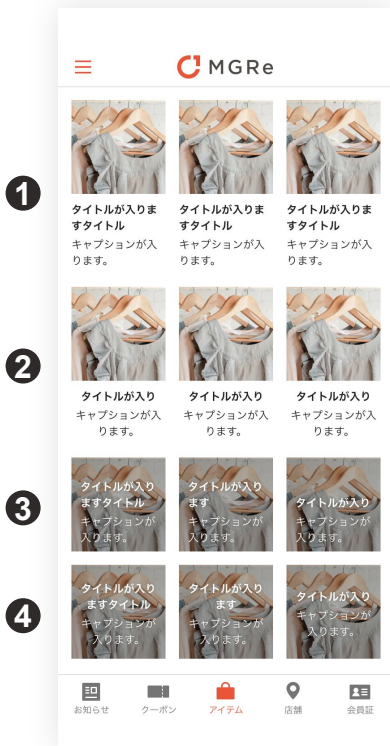 MGRe
1
タイトルが入りま
すタイトル
キャプションが入
ります。
タイトルが入りま
すタイトル
キャプションが入
ります。
タイトルが入りま
すタイトル
キャプションが入
ります。
2
タイトルが入り
キャプションが入
ります。
タイトルが入り
キャプションが入
ります。
タイトルが入り
キャプションが入
ります。
3
タイトルが入り
ますタイトル
キャプションが
入ります。
タイトルが入り
ます
キャプションが
入ります。
タイトルが入り
キャプションが
入ります。
4
タイトルが入り
ますタイトル
キャプションが
入ります。
タイトルが入り
ます
キャプションが
入ります。
タイトルが入り
キャプションが
入ります。
お知らせ
クーポン
アイテム
店舗
会員証